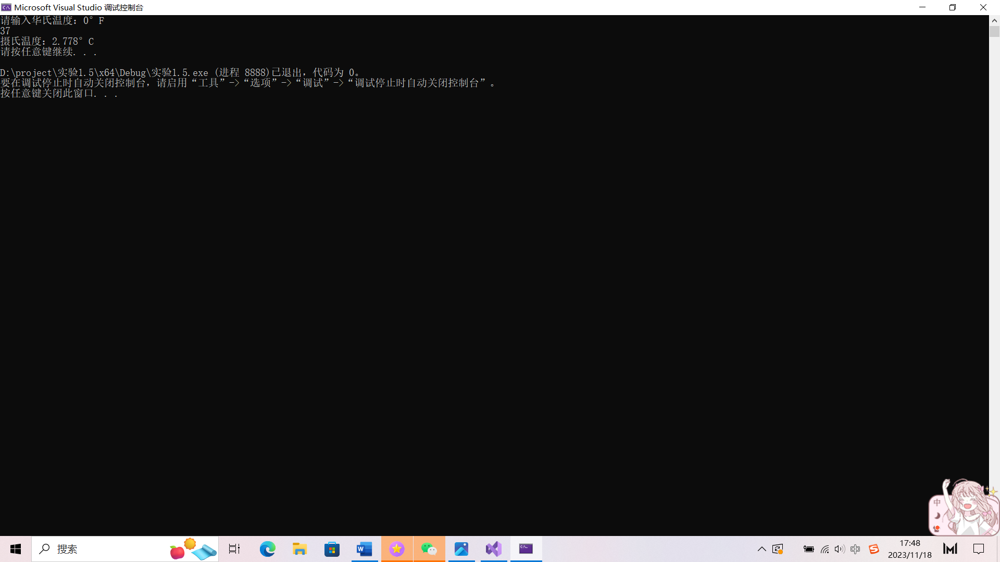 Microsoft Visual Studio 调试控制台
请输入华氏温度：0° F
37
摄氏温度：2.778° C
请按任意键继续. . .
D:\project\实验1.5\x64\Debug\实验1.5.exe (进程 8888)已退出，代码为 0。
要在调试停止时自动关闭控制台，请启用“工具”->“选项”->“调试”->“调试停止时自动关闭控制台”。
按任意键关闭此窗口. . .
中
搜索
中
17:48
2023/11/18